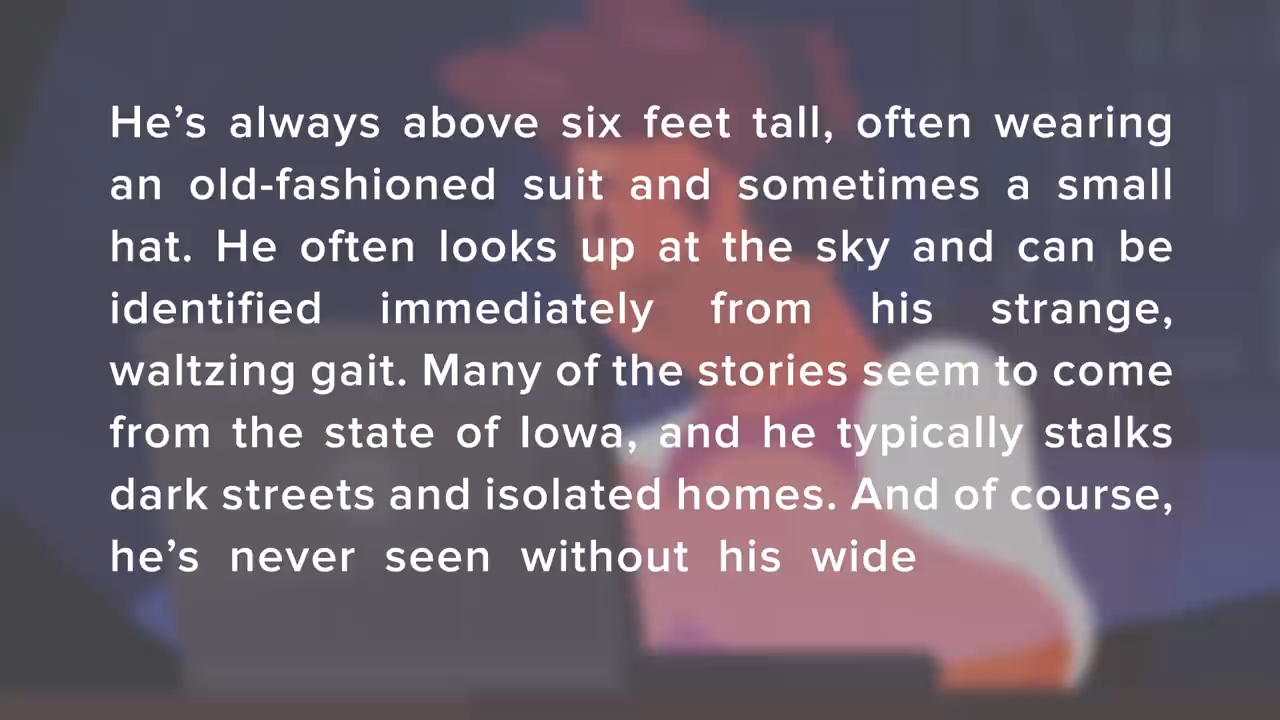 He’s always above six feet tall, often wearing
an old-fashioned suit and sometimes a small
hat. He often looks up at the sky and can be
identified immediately from his strange,
waltzing gait. Many of the stories seem to come
from the state of Iowa, and he typically stalks
dark streets and isolated homes. And of course,
he’s never seen without his wide